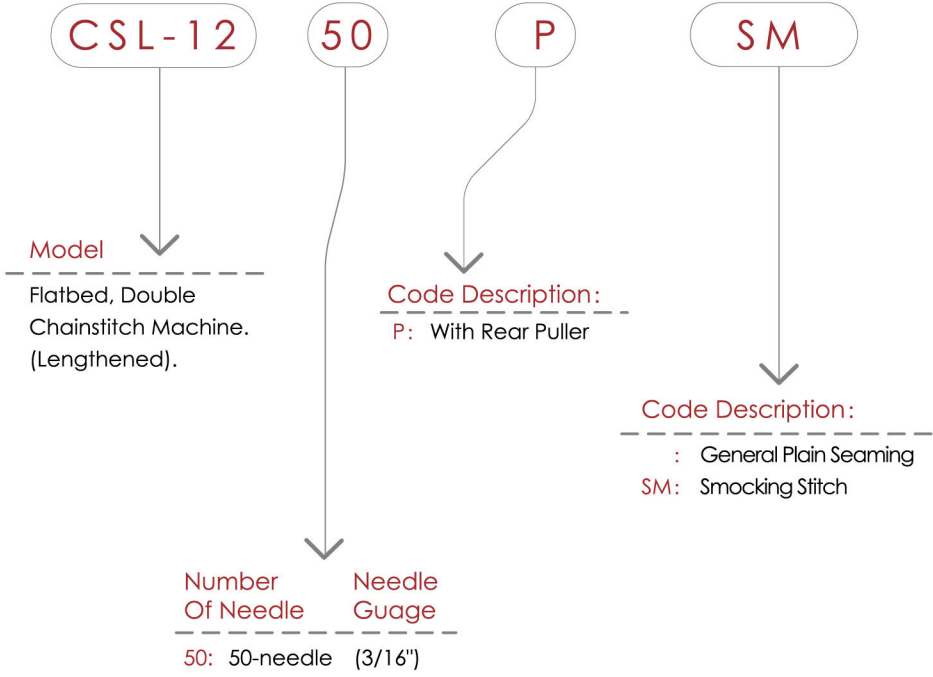 CSL-12 50 P SM
Model
Flatbed, Double
Chainstitch Machine.
(Lengthened).
Code Description:
P: With Rear Puller
Code Description:
: General Plain Seaming
SM: Smocking Stitch
Number Needle
Of Needle Guage
50: 50-needle (3/16")